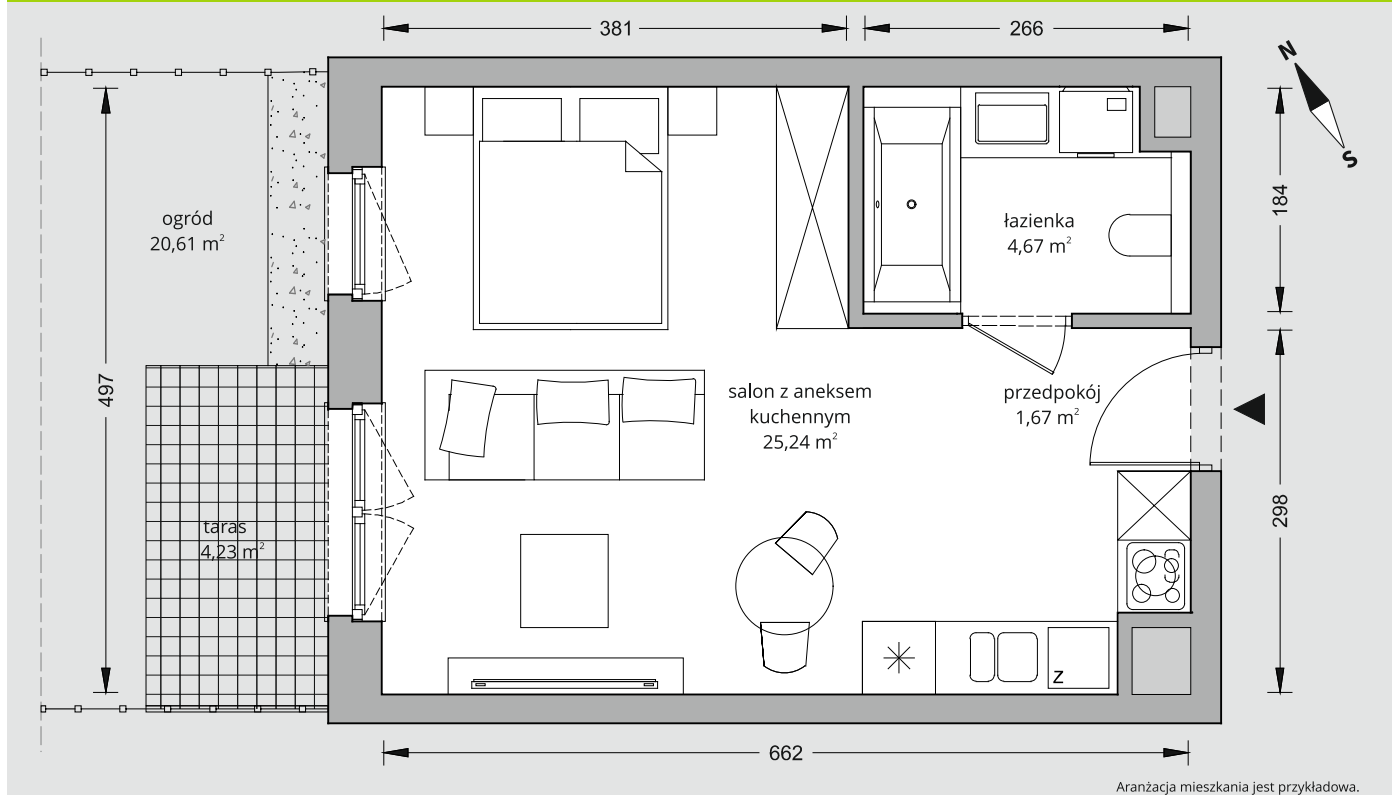 381
266
N
S
ogród
20,61 m²
184
łazienka
4,67 m²
497
salon z aneksem
kuchennym
25,24 m²
przedpokój
1,67 m²
298
taras
4,23 m²
Z
662
Aranżacja mieszkania jest przykładowa.